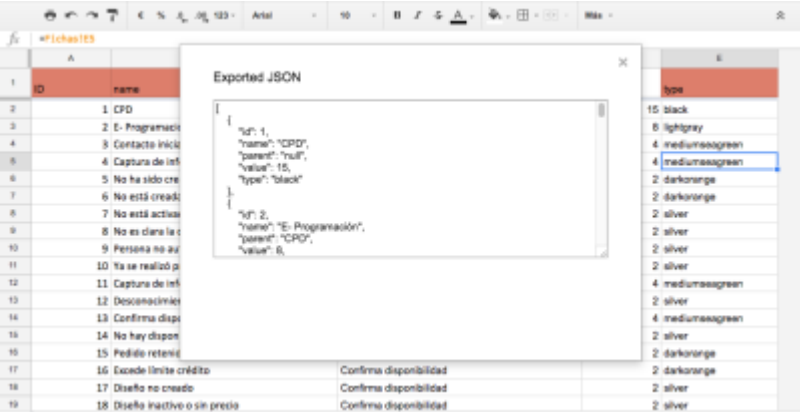 € % .0 .00 123 Arial 10 B I S A Más
fx =Fichas!E5
A E
1 ID name type
2 1 CPD 15 black
3 2 E- Programació 8 lightgray
4 3 Contacto inicia 4 mediumseagreen
5 4 Captura de inf 4 mediumseagreen
6 5 No ha sido cre 2 darkorange
7 6 No está creada 2 darkorange
8 7 No está activa 2 silver
9 8 No es clara la 2 silver
10 9 Persona no au 2 silver
11 10 Ya se realizó p 2 silver
12 11 Captura de inf 4 mediumseagreen
13 12 Desconocimie 2 silver
14 13 Confirma dispo 4 mediumseagreen
15 14 No hay dispon 2 silver
16 15 Pedido reteni 2 darkorange
17 16 Excede límite crédito Confirma disponibilidad 2 darkorange
18 17 Diseño no creado Confirma disponibilidad 2 silver
19 18 Diseño inactivo o sin precio Confirma disponibilidad 2 silver
Exported JSON
×
[
{
"id": 1,
"name": "CPD",
"parent": "null",
"value": 15,
"type": "black"
},
{
"id": 2,
"name": "E- Programación",
"parent": "CPD",
"value": 8,